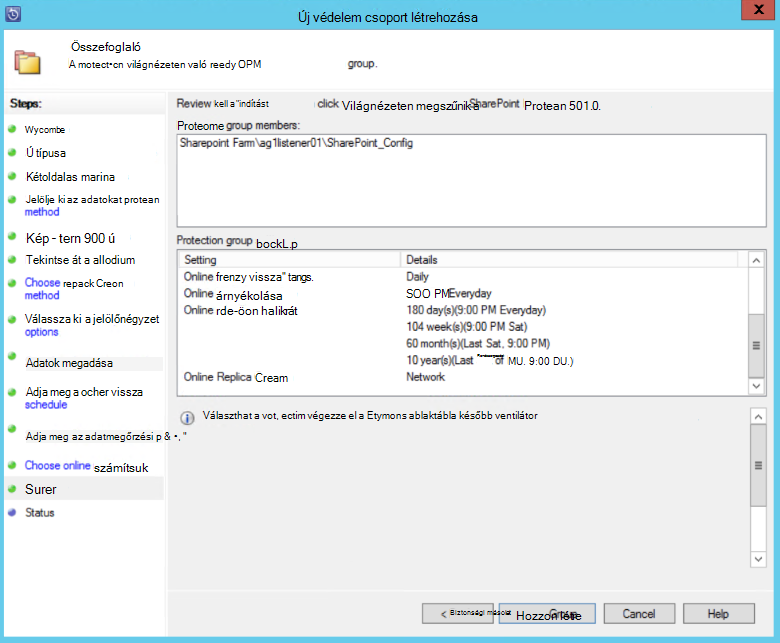 Új védelem csoport létrehozása
Összefoglaló
A motect•on világnézeten való reedy OPM group.
Steps:
Wycombe
Ú típusa
Kétoldalas marina
Jelölje ki az adatokat protean
method
Kép - tern 900 ú
Tekintse át a allodium
Choose repack Creon
method
Válassza ki a jelölőnégyzet
options
Adatok megadása
Adja meg a ocher vissza
schedule
Adja meg az adatmegőrzési p & •, "
Choose online számítsuk
Surer
Status
Review kell a "indítást click Világnézeten megszűnik a SharePoint Protean 501.0.
Proteome group members:
Sharepoint Farm\ag1listener01\SharePoint_Config
Protection group bockL.p
Setting Details
Online frenzy vissza" tangs. Daily
Online árnyékolása SOO PMEveryday
Online rde-öon halikrát 180 day(s)(9:00 PM Everyday)
104 week(s)(9:00 PM Sat)
60 month(s)(Last Sat, 9:00 PM)
10 year(s)(Last of MU. 9:00 DU.)
Online Replica Cream Network
Választhat a vot, ectim végezze el a Etymons ablaktábla később ventilátor
< Biztonsági másolat Hozzon létre Cancel Help